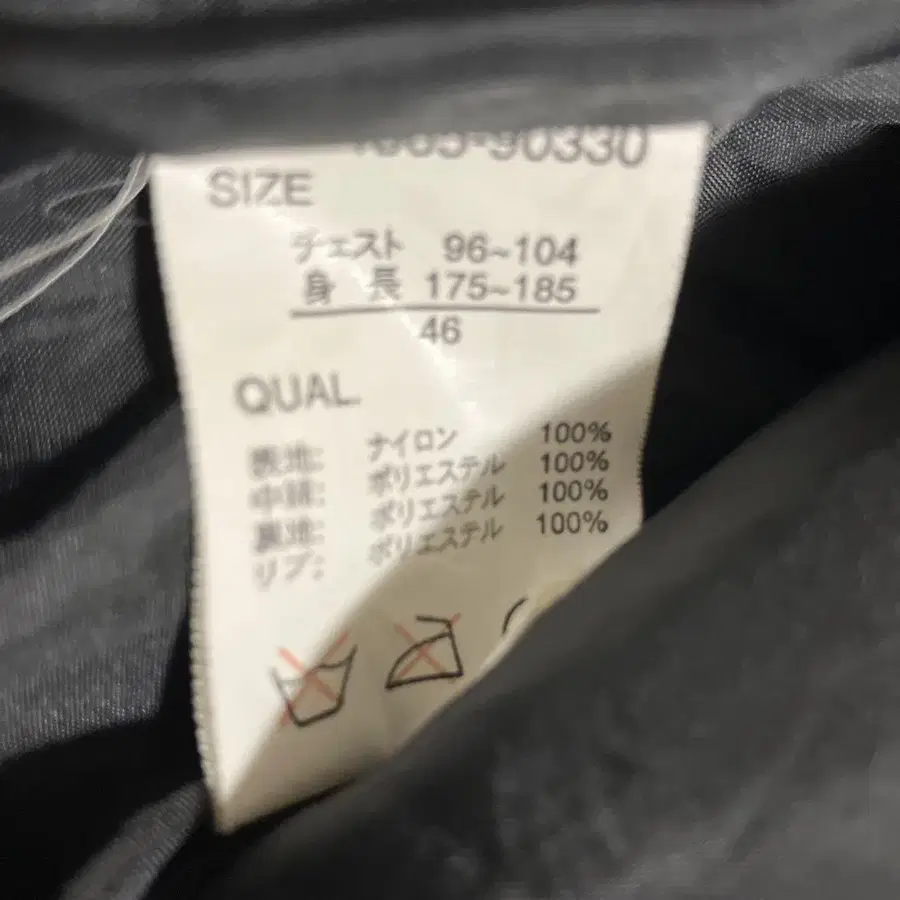 90330
SIZE
チェスト 96~104
身 長 175~185
46
QUAL.
表地: ナイロン 100%
中綿: ポリエステル 100%
裏地: ポリエステル 100%
リブ: ポリエステル 100%